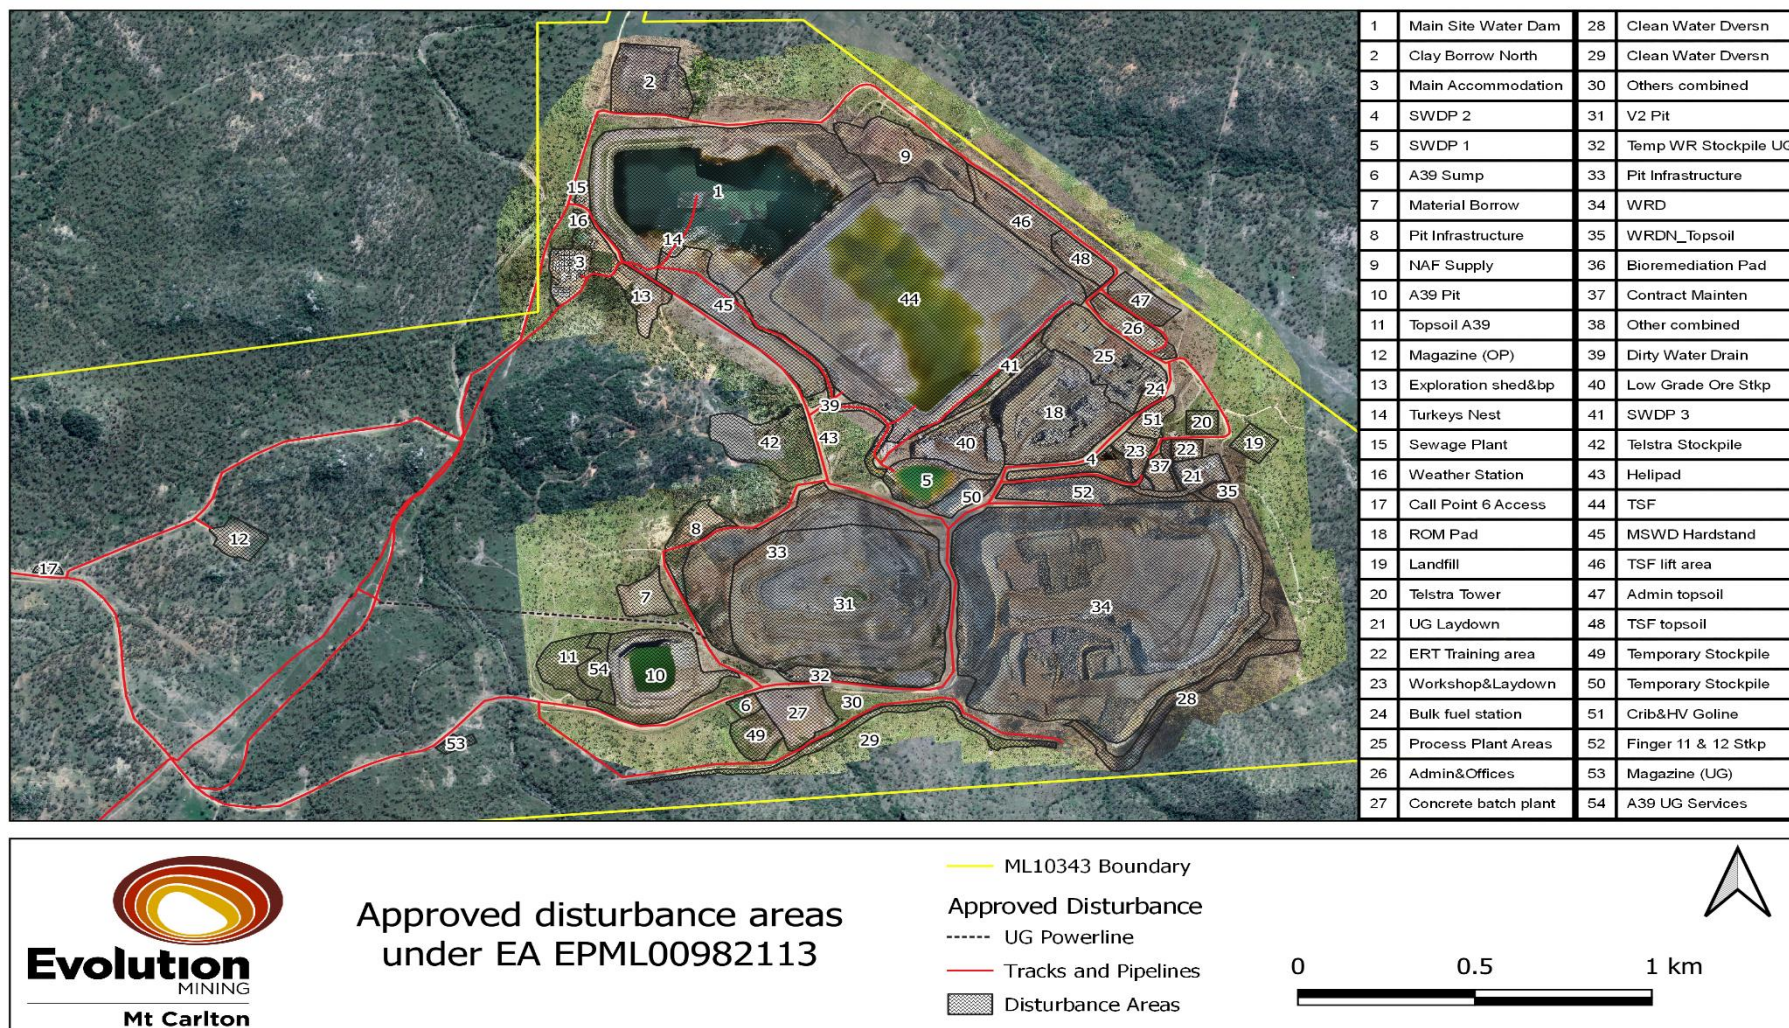 1 Main Site Water Dam 28 Clean Water Dversn
2 Clay Borrow North 29 Clean Water Dversn
3 Main Accommodation 30 Others combined
4 SWDP 2 31 V2 Pit
5 SWDP 1 32 Temp WR Stockpile UG
6 A39 Sump 33 Pit Infrastructure
7 Material Borrow 34 WRD
8 Pit Infrastructure 35 WRDN_Topsoil
9 NAF Supply 36 Bioremediation Pad
10 A39 Pit 37 Contract Mainten
11 Topsoil A39 38 Other combined
12 Magazine (OP) 39 Dirty Water Drain
13 Exploration shed&bp 40 Low Grade Ore Stkp
14 Turkeys Nest 41 SWDP 3
15 Sewage Plant 42 Telstra Stockpile
16 Weather Station 43 Helipad
17 Call Point 6 Access 44 TSF
18 ROM Pad 45 MSWD Hardstand
19 Landfill 46 TSF lift area
20 Telstra Tower 47 Admin topsoil
21 UG Laydown 48 TSF topsoil
22 ERT Training area 49 Temporary Stockpile
23 Workshop&Laydown 50 Temporary Stockpile
24 Bulk fuel station 51 Crib&HV Goline
25 Process Plant Areas 52 Finger 11 & 12 Stkp
26 Admin&Offices 53 Magazine (UG)
27 Concrete batch plant 54 A39 UG Services
2
9
15
1
16
46
14
3
48
13
45
44
47
26
41
25
24
39
18
51
20
42
43
40
19
4
23
22
37
21
5
50
52
35
8
12
33
17
7
31
34
11
54
10
32
28
6
30
27
49
29
53
Evolution
MINING
Mt Carlton
Approved disturbance areas
under EA EPML00982113
ML10343 Boundary
Approved Disturbance
UG Powerline
Tracks and Pipelines
Disturbance Areas
0 0.5 1 km